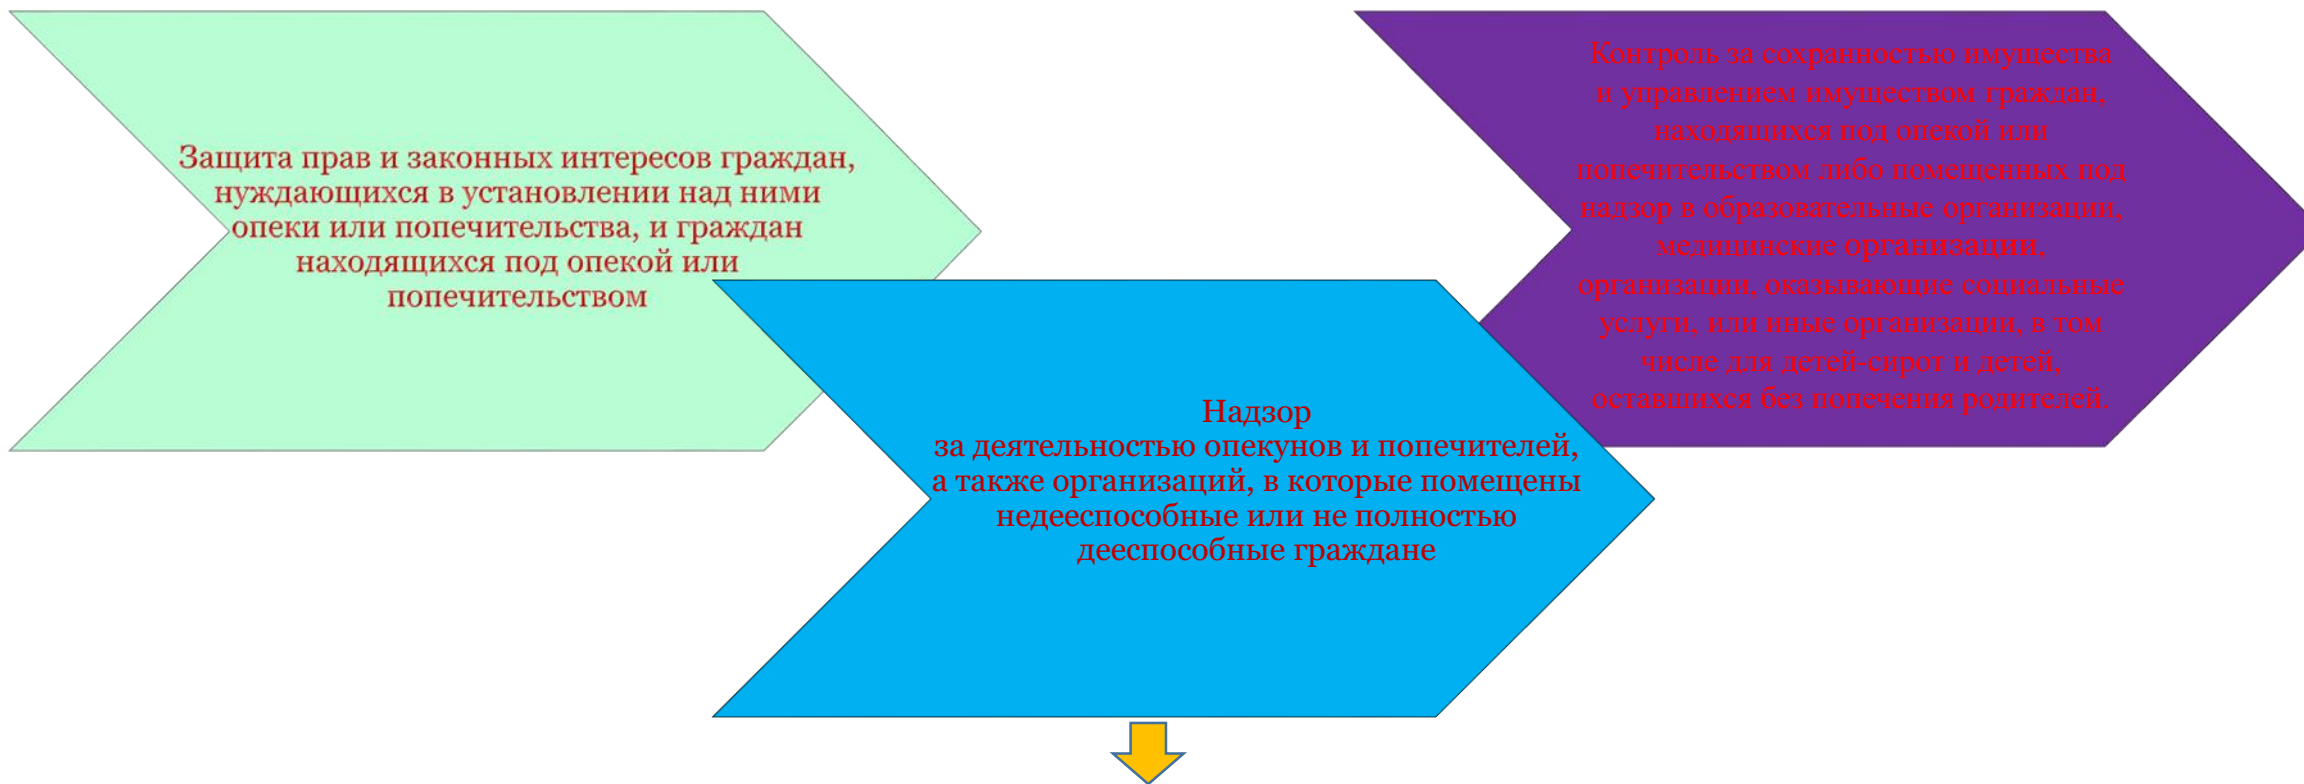 Защита прав и законных интересов граждан,
нуждающихся в установлении над ними
опеки или попечительства, и граждан
находящихся под опекой или
попечительством
Надзор
за деятельностью опекунов и попечителей,
а также организаций, в которые помещены
недееспособные или не полностью
дееспособные граждане
Контроль за сохранностью имущества
и управлением имуществом граждан,
находящихся под опекой или
попечительством либо помещенных под
надзор в образовательные организации,
медицинские организации,
организации, оказывающие социальные
услуги, или иные организации, в том
числе для детей-сирот и детей,
оставшихся без попечения родителей.